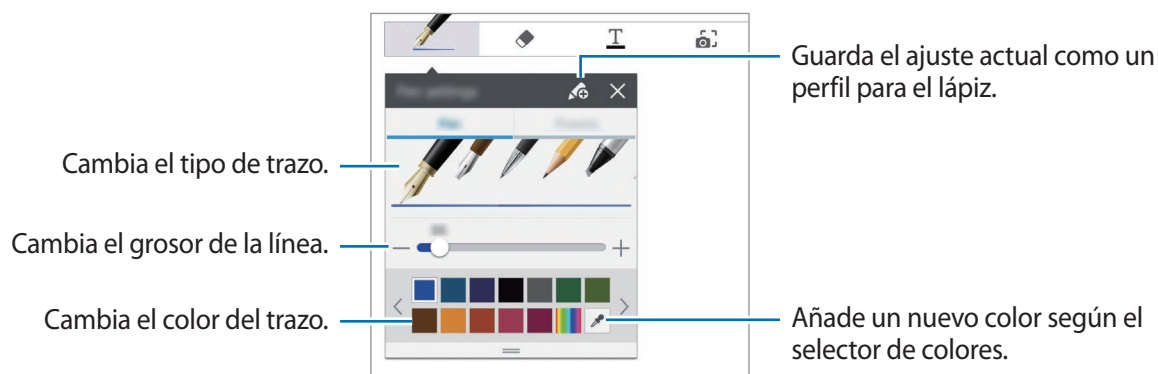 T
Guarda el ajuste actual como un
perfil para el lápiz.
Cambia el tipo de trazo.
Cambia el grosor de la línea.
Cambia el color del trazo.
Añade un nuevo color según el
selector de colores.